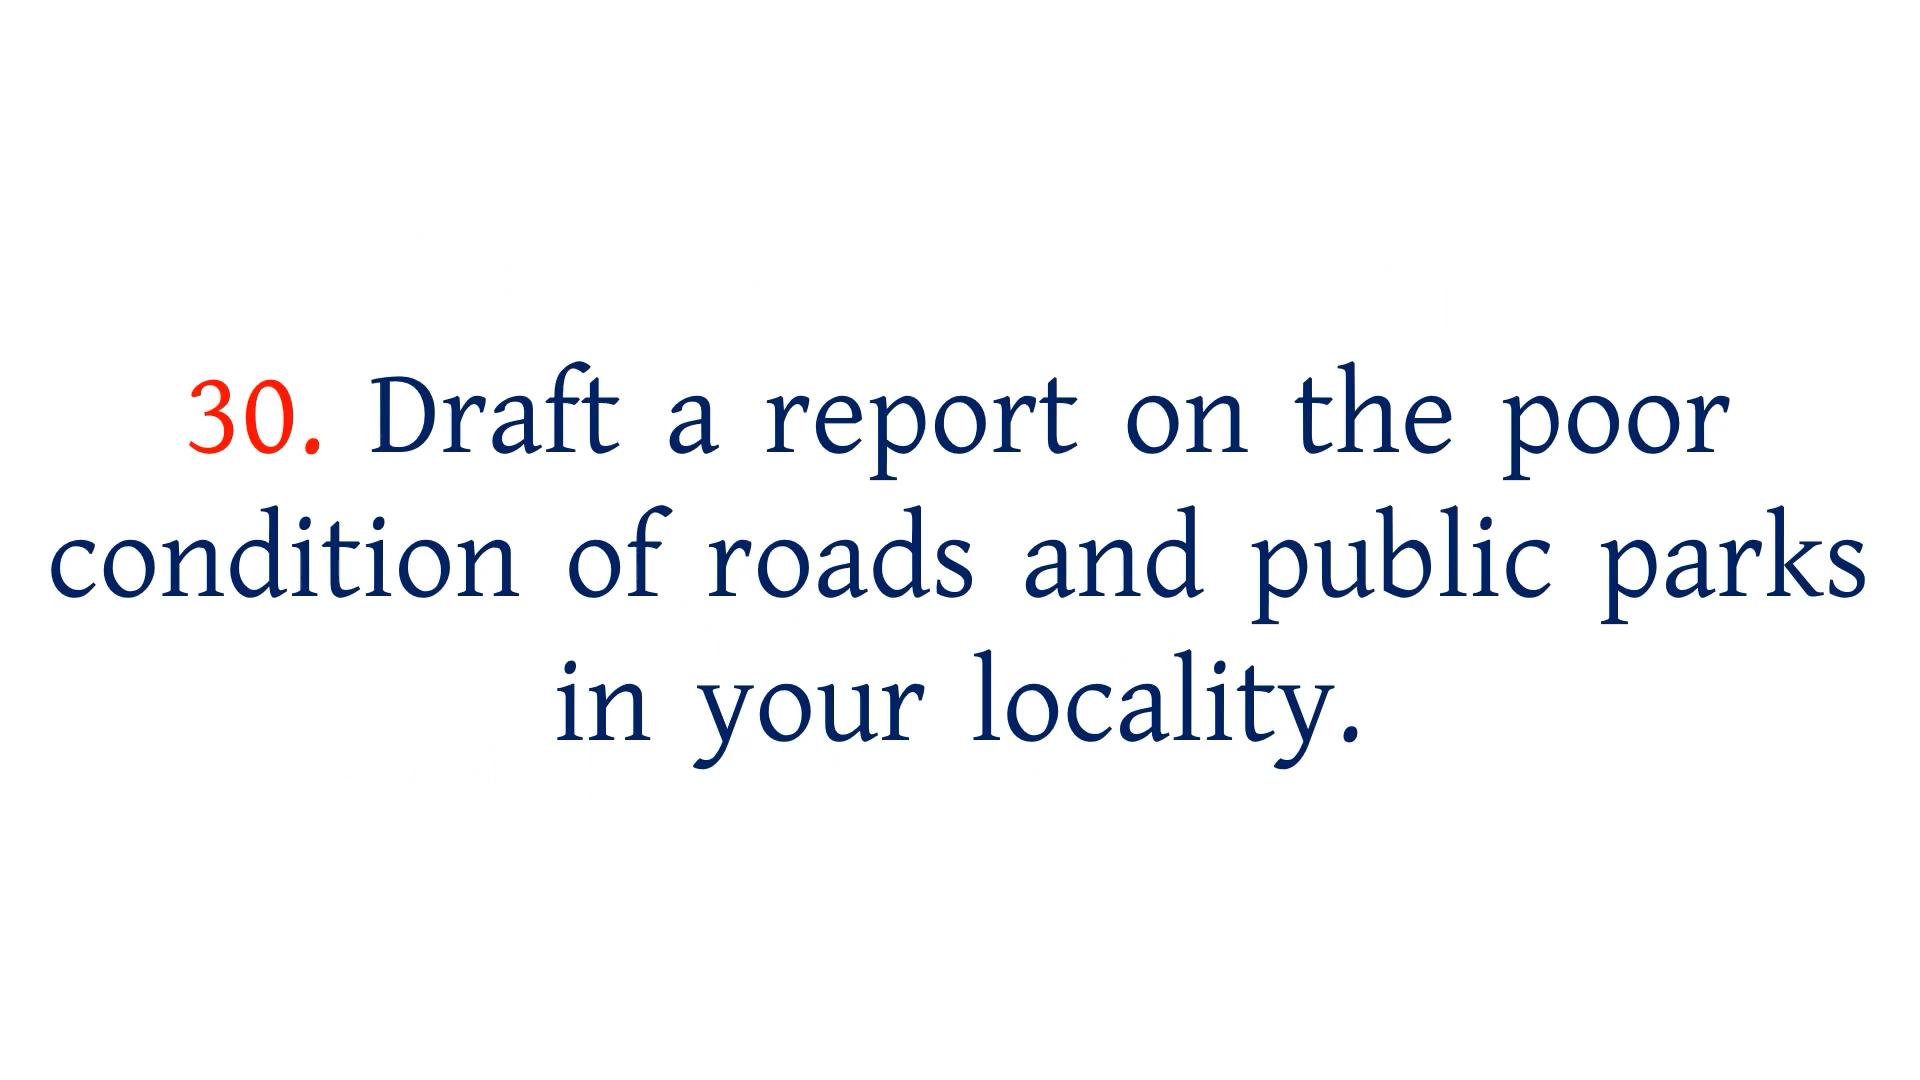 30. Draft a report on the poor
condition of roads and public parks
in your locality.